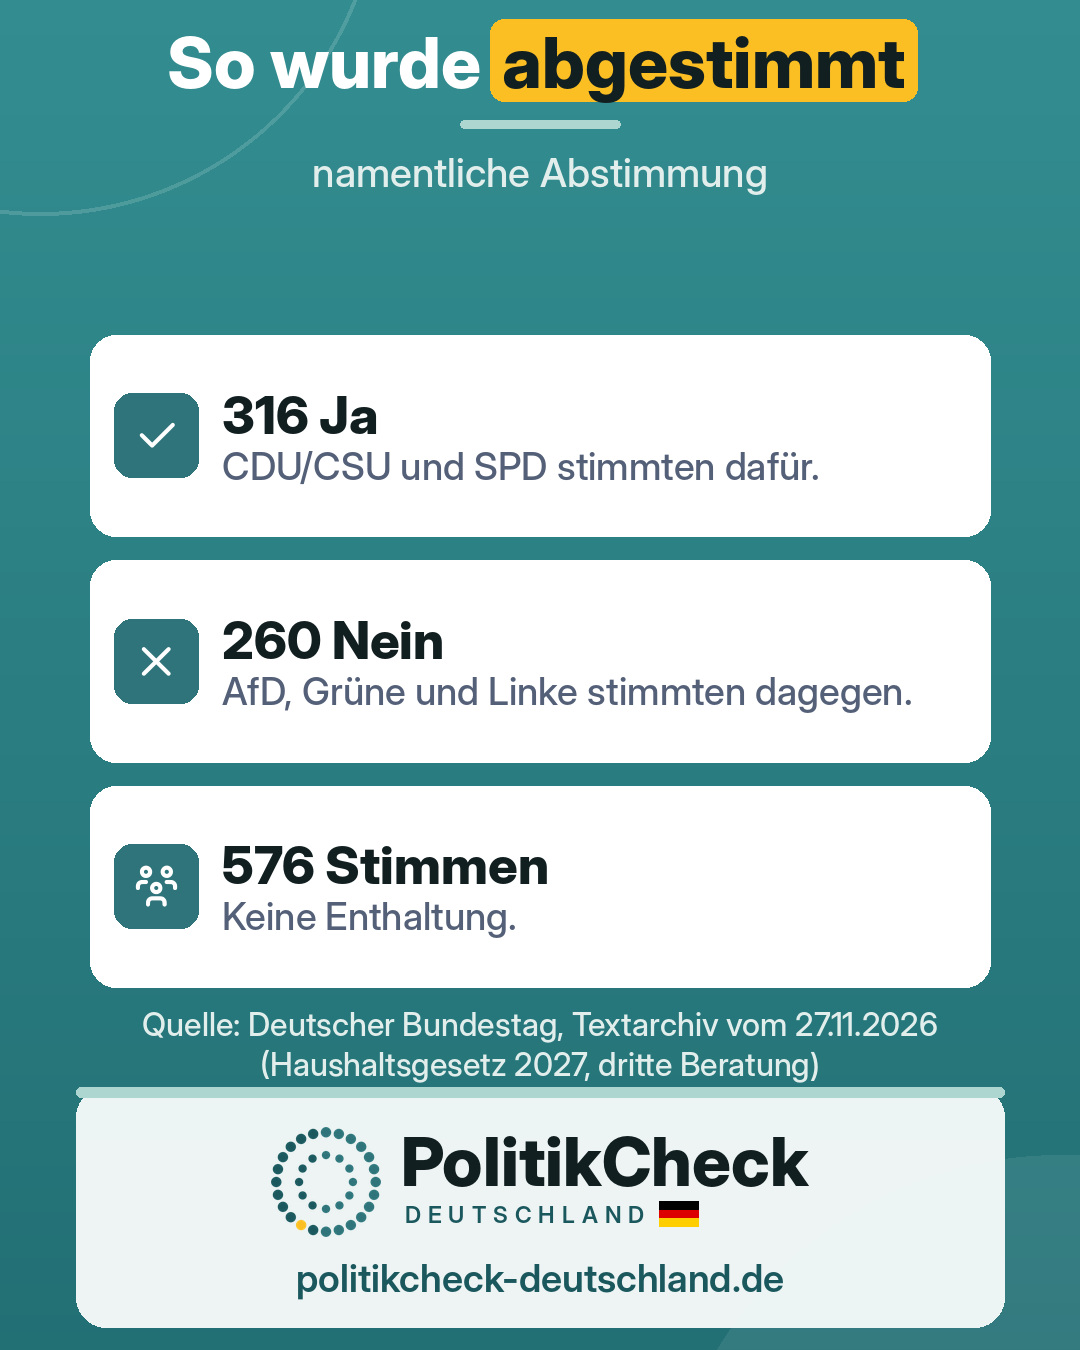 So wurde abgestimmt
namentliche Abstimmung
316 Ja
CDU/CSU und SPD stimmten dafür.
260 Nein
AfD, Grüne und Linke stimmten dagegen.
576 Stimmen
Keine Enthaltung.
Quelle: Deutscher Bundestag, Textarchiv vom 27.11.2026
(Haushaltsgesetz 2027, dritte Beratung)
PolitikCheck
DEUTSCHLAND
politikcheck-deutschland.de